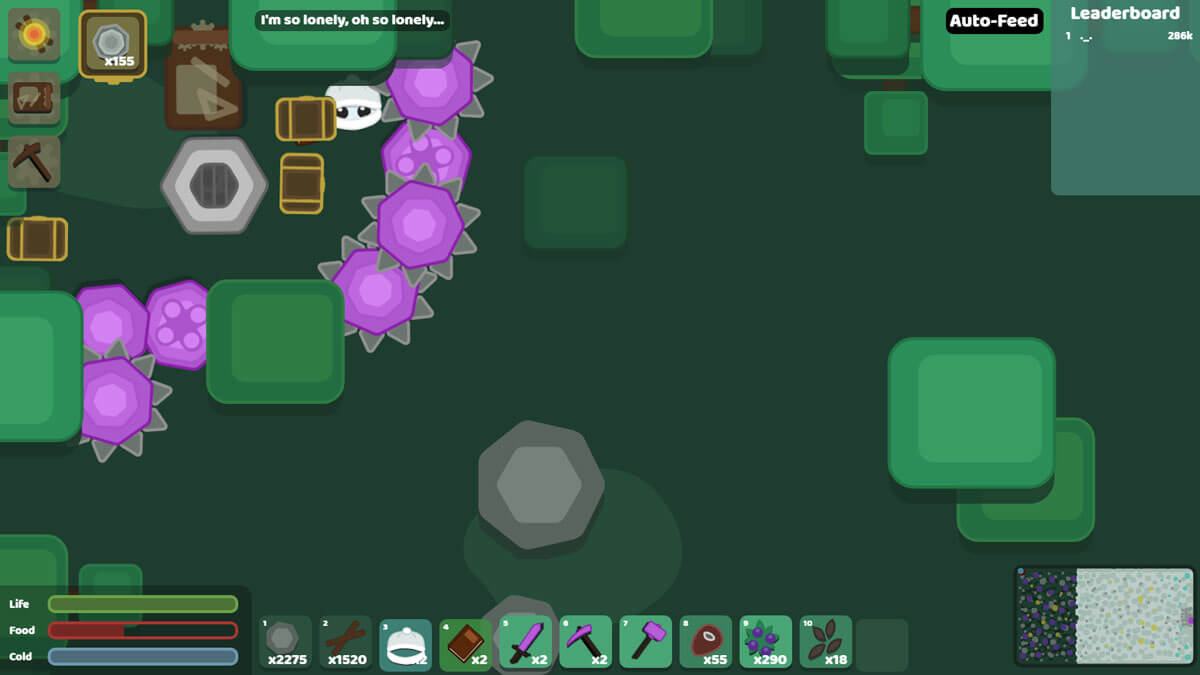 I'm so lonely, oh so lonely...
Auto-Feed
Leaderboard
1 ._. 286k
x155
Life
Food
Cold
1 x2275
2 x1520
3
4 x2
5 x2
6 x2
7
8 x55
9 x290
10 x18